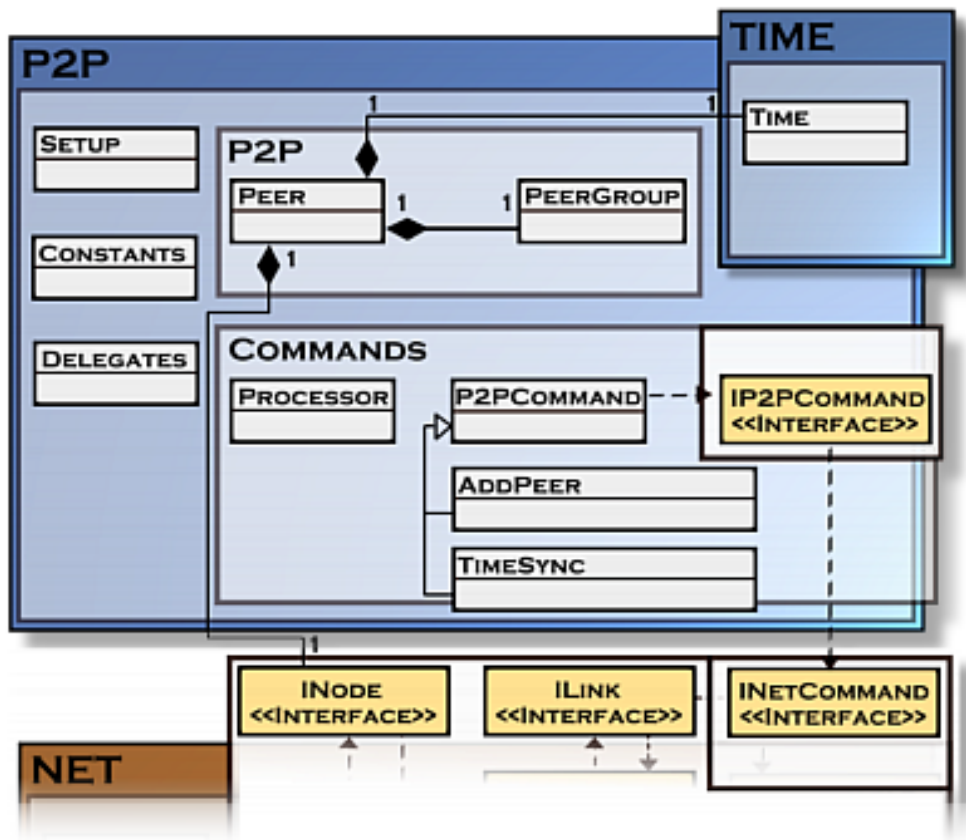 TIME
P2P
1
1
TIME
SETUP
P2P
PEER
1
1
PEERGROUP
CONSTANTS
1
DELEGATES
COMMANDS
PROCESSOR
P2PCOMMAND
IP2PCOMMAND
<<INTERFACE>>
ADDPEER
TIMESYNC
1
INODE
<<INTERFACE>>
ILINK
<<INTERFACE>>
INETCOMMAND
<<INTERFACE>>
NET